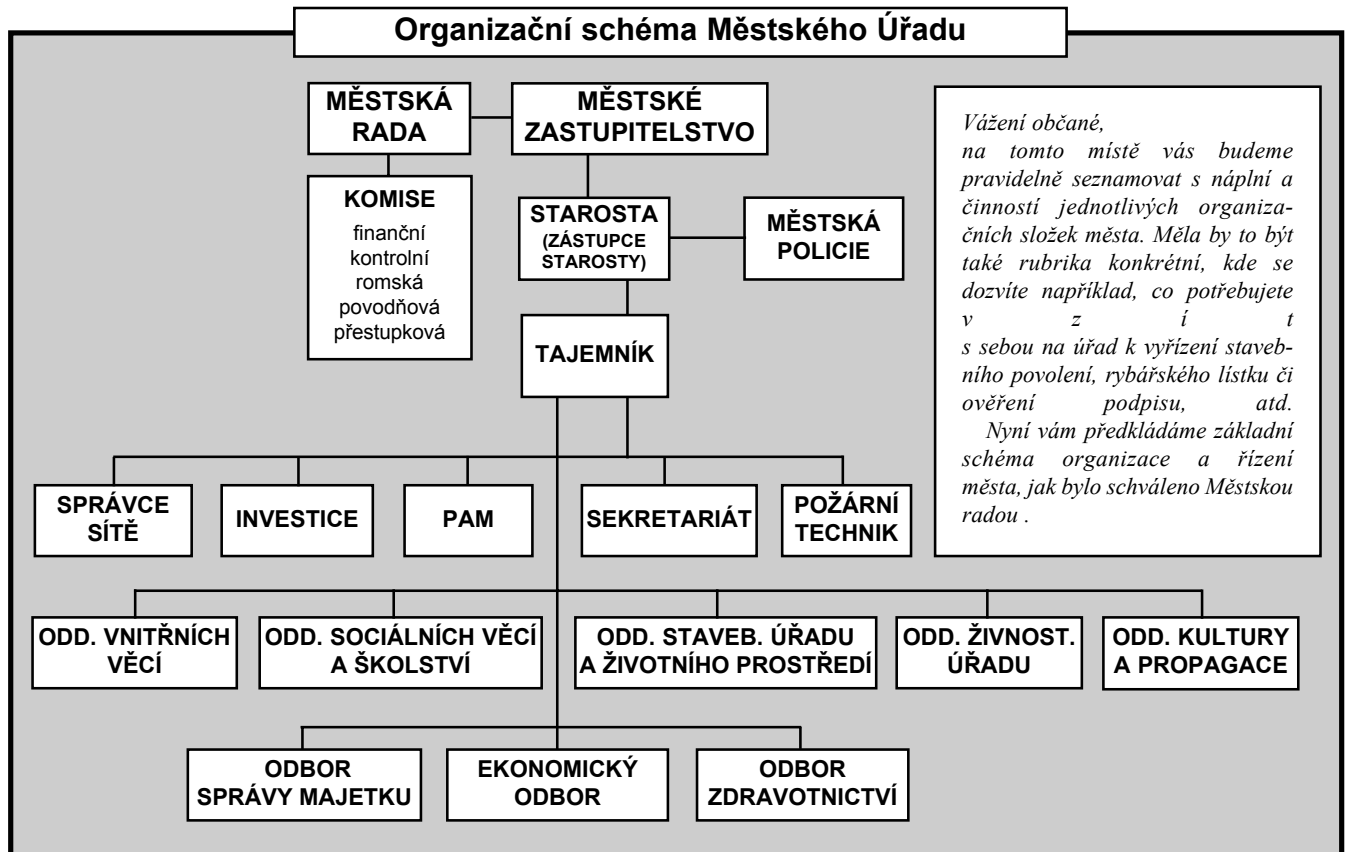 Organizační schéma Městského Úřadu
MĚSTSKÁ
RADA
MĚSTSKÉ
ZASTUPITELSTVO
KOMISE
finanční
kontrolní
romská
povodňová
přestupková
STAROSTA
(ZÁSTUPCE
STAROSTY)
MĚSTSKÁ
POLICIE
TAJEMNÍK
Vážení občané,
na tomto místě vás budeme
pravidelně seznamovat s náplní a
činností jednotlivých organiza-
čních složek města. Měla by to být
také rubrika konkrétní, kde se
dozvíte například, co potřebujete
v z í t
s sebou na úřad k vyřízení staveb-
ního povolení, rybářského lístku či
ověření podpisu, atd.
Nyní vám předkládáme základní
schéma organizace a řízení
města, jak bylo schváleno Městskou
radou .
SPRÁVCE
SÍTĚ
INVESTICE
PAM
SEKRETARIÁT
POŽÁRNÍ
TECHNIK
ODD. VNITŘNÍCH
VĚCÍ
ODD. SOCIÁLNÍCH VĚCÍ
A ŠKOLSTVÍ
ODD. STAVEB. ÚŘADU
A ŽIVOTNÍHO PROSTŘEDÍ
ODD. ŽIVNOST.
ÚŘADU
ODD. KULTURY
A PROPAGACE
ODBOR
SPRÁVY MAJETKU
EKONOMICKÝ
ODBOR
ODBOR
ZDRAVOTNICTVÍ